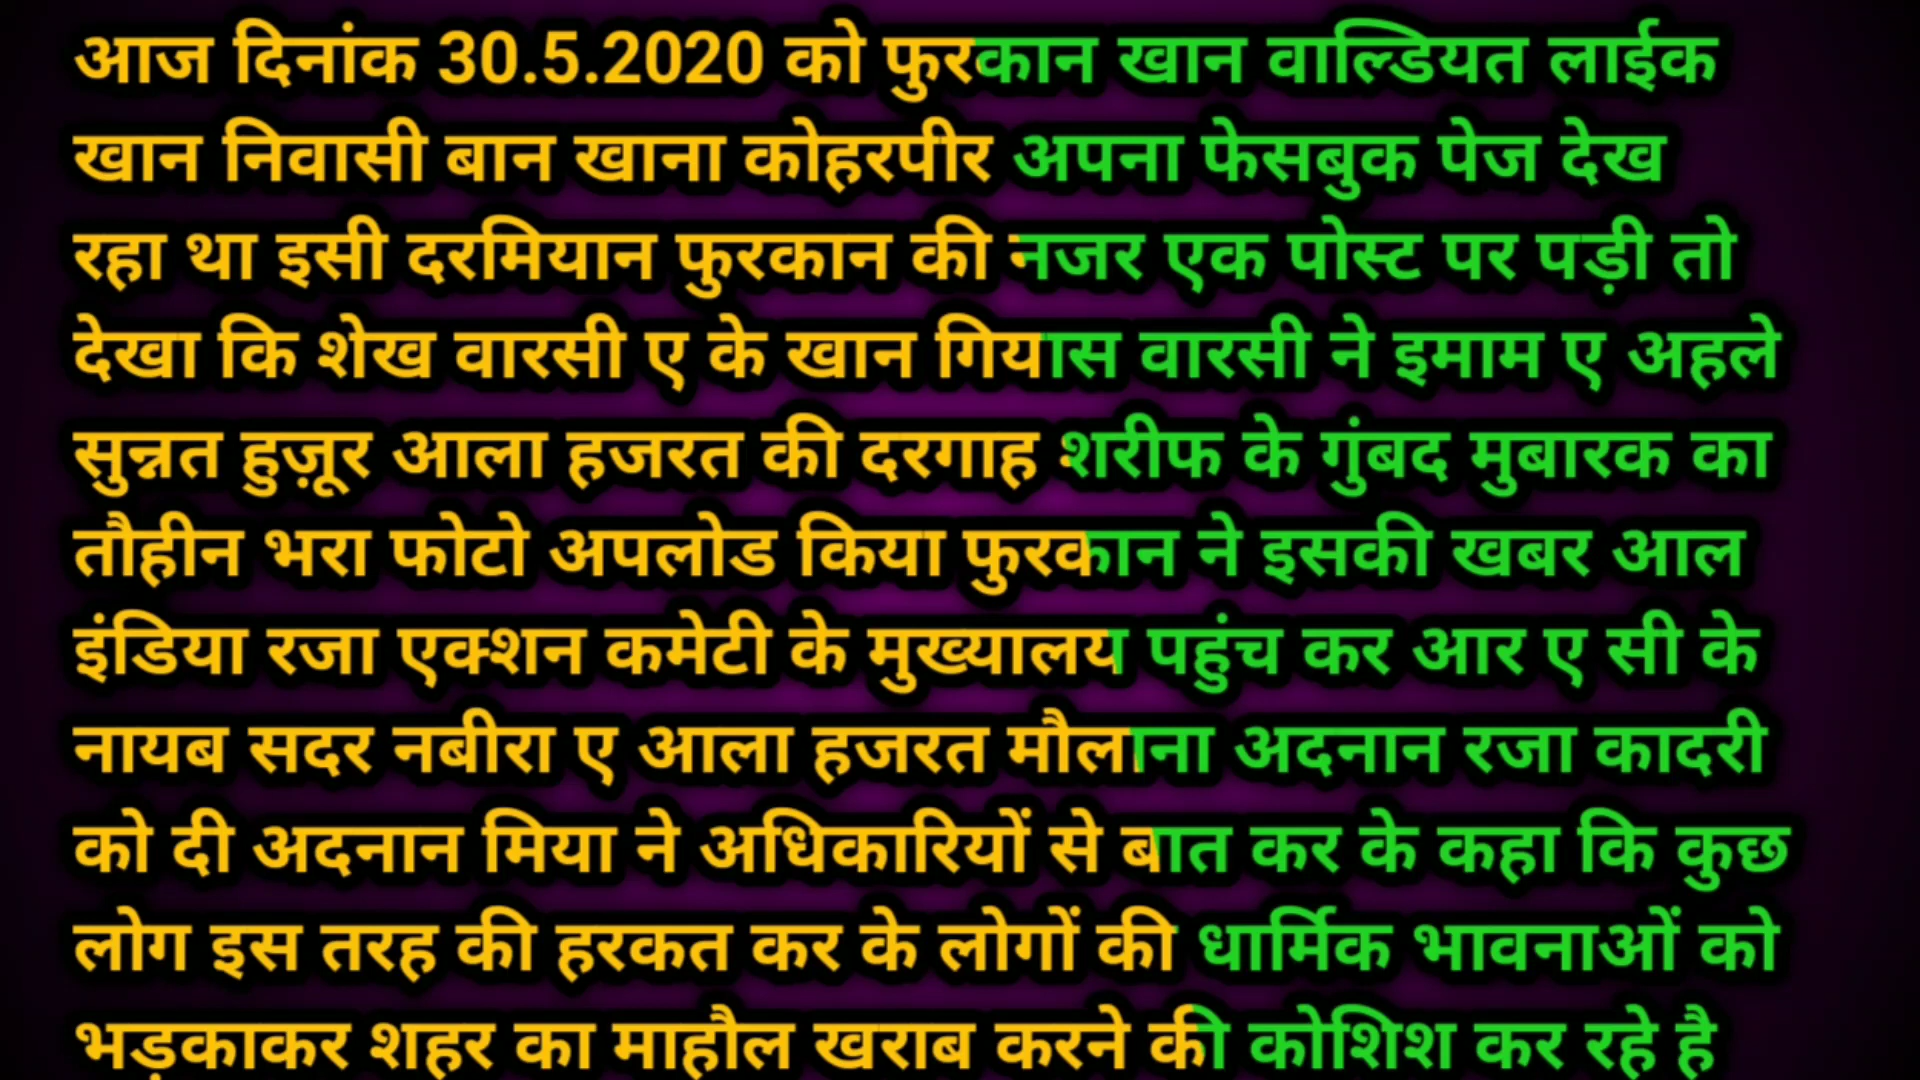 आज दिनांक 30.5.2020 को फुरकान खान वाल्डियत लाईक
खान निवासी बान खाना कोहरपीर अपना फेसबुक पेज देख
रहा था इसी दरमियान फुरकान की नजर एक पोस्ट पर पड़ी तो
देखा कि शेख वारसी ए के खान गियास वारसी ने इमाम ए अहले
सुन्नत हुज़ूर आला हजरत की दरगाह शरीफ के गुंबद मुबारक का
तौहीन भरा फोटो अपलोड किया फुरकान ने इसकी खबर आल
इंडिया रजा एक्शन कमेटी के मुख्यालय पहुंच कर आर ए सी के
नायब सदर नबीरा ए आला हजरत मौलाना अदनान रजा कादरी
को दी अदनान मिया ने अधिकारियों से बात कर के कहा कि कुछ
लोग इस तरह की हरकत कर के लोगों की धार्मिक भावनाओं को
भड़काकर शहर का माहौल खराब करने की कोशिश कर रहे है